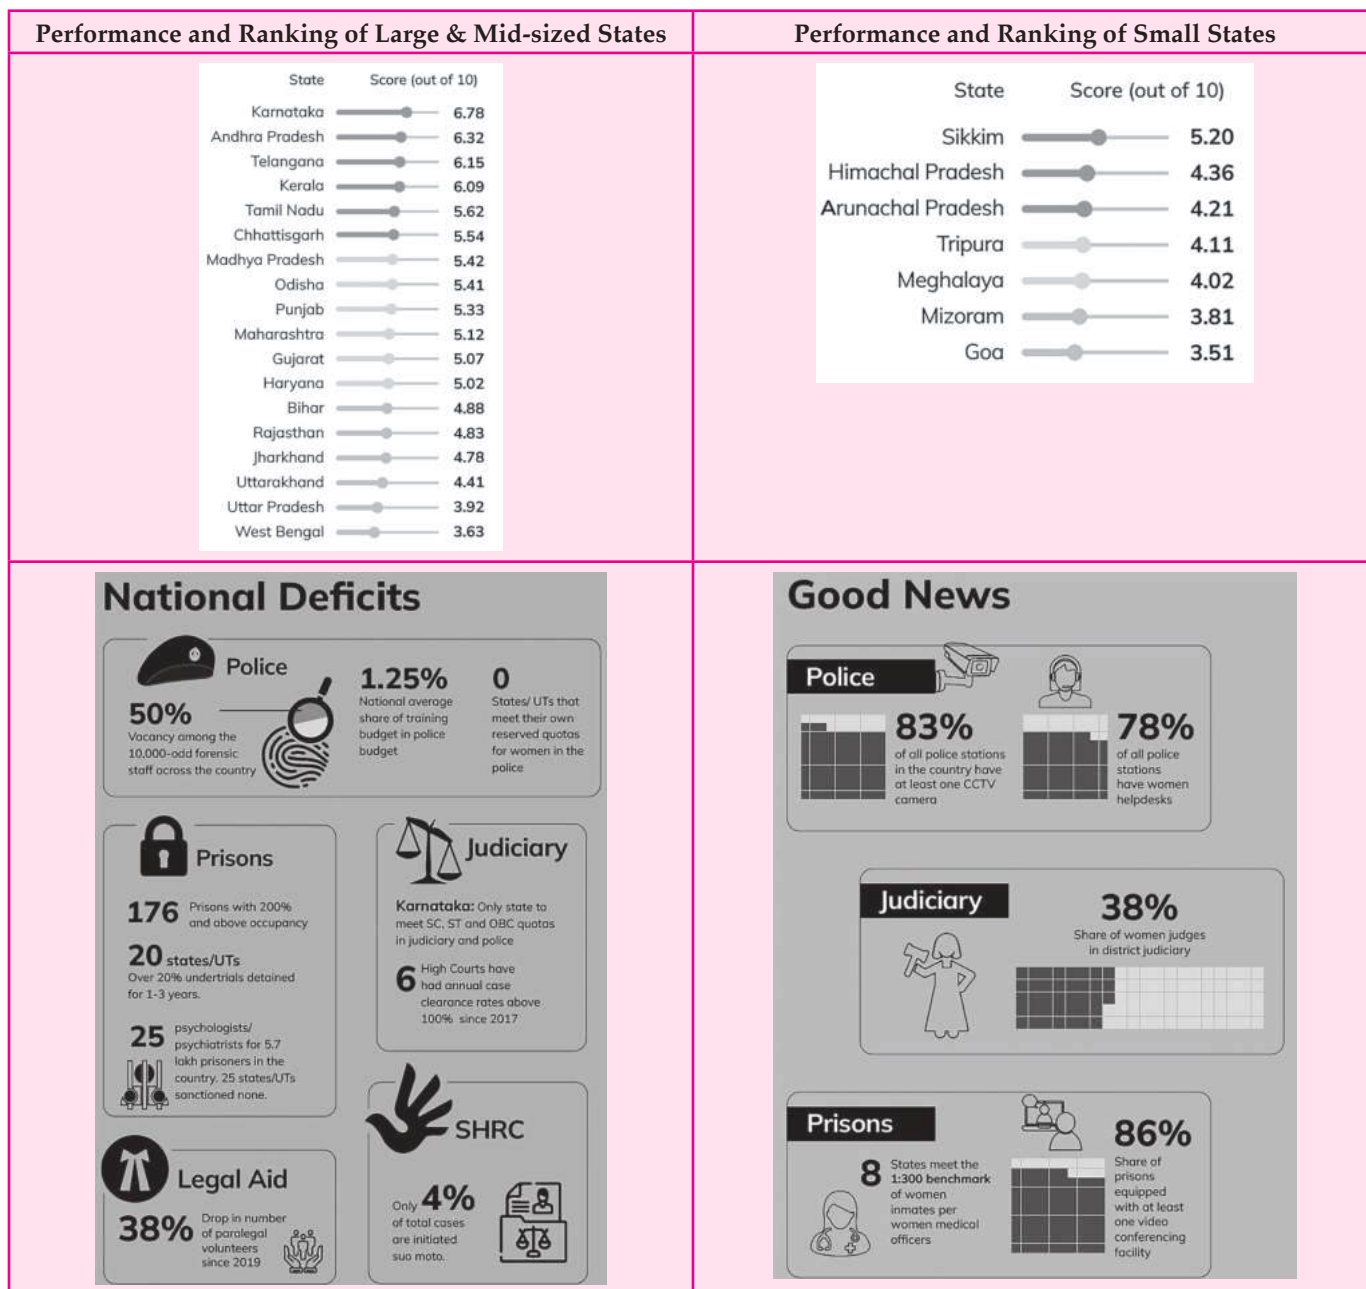 Performance and Ranking of Large & Mid-sized States
Performance and Ranking of Small States
State Score (out of 10)
Karnataka 6.78
Andhra Pradesh 6.32
Telangana 6.15
Kerala 6.09
Tamil Nadu 5.62
Chhattisgarh 5.54
Madhya Pradesh 5.42
Odisha 5.41
Punjab 5.33
Maharashtra 5.12
Gujarat 5.07
Haryana 5.02
Bihar 4.88
Rajasthan 4.83
Jharkhand 4.78
Uttarakhand 4.41
Uttar Pradesh 3.92
West Bengal 3.63
State Score (out of 10)
Sikkim 5.20
Himachal Pradesh 4.36
Arunachal Pradesh 4.21
Tripura 4.11
Meghalaya 4.02
Mizoram 3.81
Goa 3.51
National Deficits
Police
50%
Vacancy among the
10,000-odd forensic
staff across the country
1.25%
National average
share of training
budget in police
budget
0
States/ UTs that
meet their own
reserved quotas
for women in the
police
Prisons
176 Prisons with 200%
and above occupancy
20 states/UTs
Over 20% undertrials detained
for 1-3 years.
25 psychologists/
psychiatrists for 5.7
lakh prisoners in the
country. 25 states/UTs
sanctioned none.
Judiciary
Karnataka: Only state to
meet SC, ST and OBC quotas
in judiciary and police
6 High Courts have
had annual case
clearance rates above
100% since 2017
Legal Aid
38% Drop in number
of paralegal
volunteers
since 2019
SHRC
Only 4%
of total cases
are initiated
suo moto.
Good News
Police
83%
of all police stations
in the country have
at least one CCTV
camera
78%
of all police
stations
have women
helpdesks
Judiciary
38%
Share of women judges
in district judiciary
Prisons
8 States meet the
1:300 benchmark
of women
inmates per
women medical
officers
86%
Share of
prisons
equipped
with at least
one video
conferencing
facility